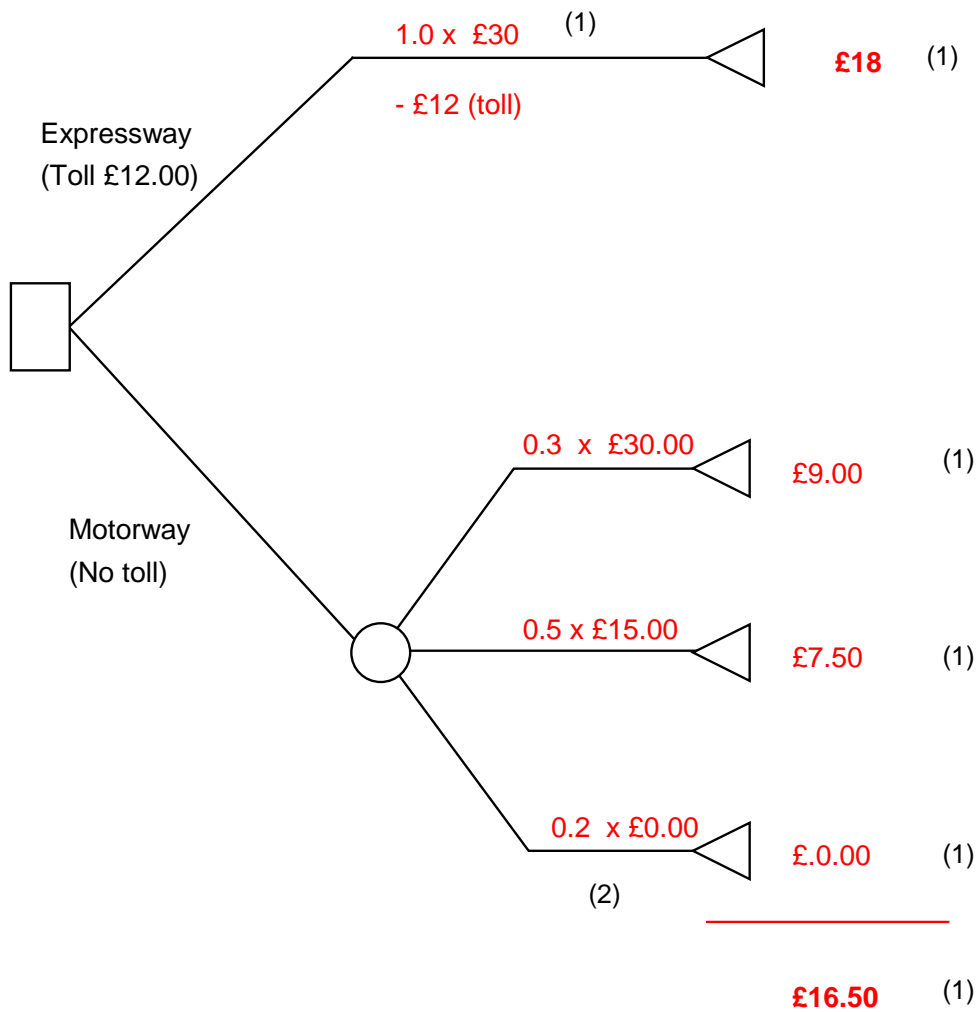 1.0 x £30 (1)
£18 (1)
- £12 (toll)
Expressway
(Toll £12.00)
0.3 x £30.00
£9.00 (1)
Motorway
(No toll)
0.5 x £15.00
£7.50 (1)
0.2 x £0.00
£.0.00 (1)
(2)
£16.50 (1)